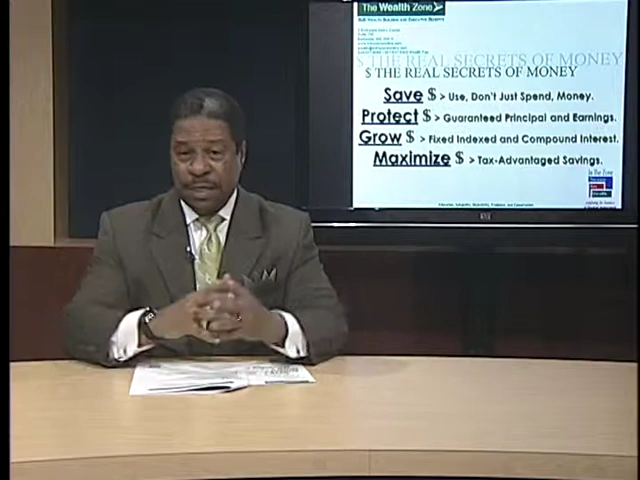 The Wealth Zone
$ THE REAL SECRETS OF MONEY
$ THE REAL SECRETS OF MONEY
Save $ > Use, Don't Just Spend, Money.
Protect $ > Guaranteed Principal and Earnings.
Grow $ > Fixed Indexed and Compound Interest.
Maximize $ > Tax-Advantaged Savings.
In The Zone
hp